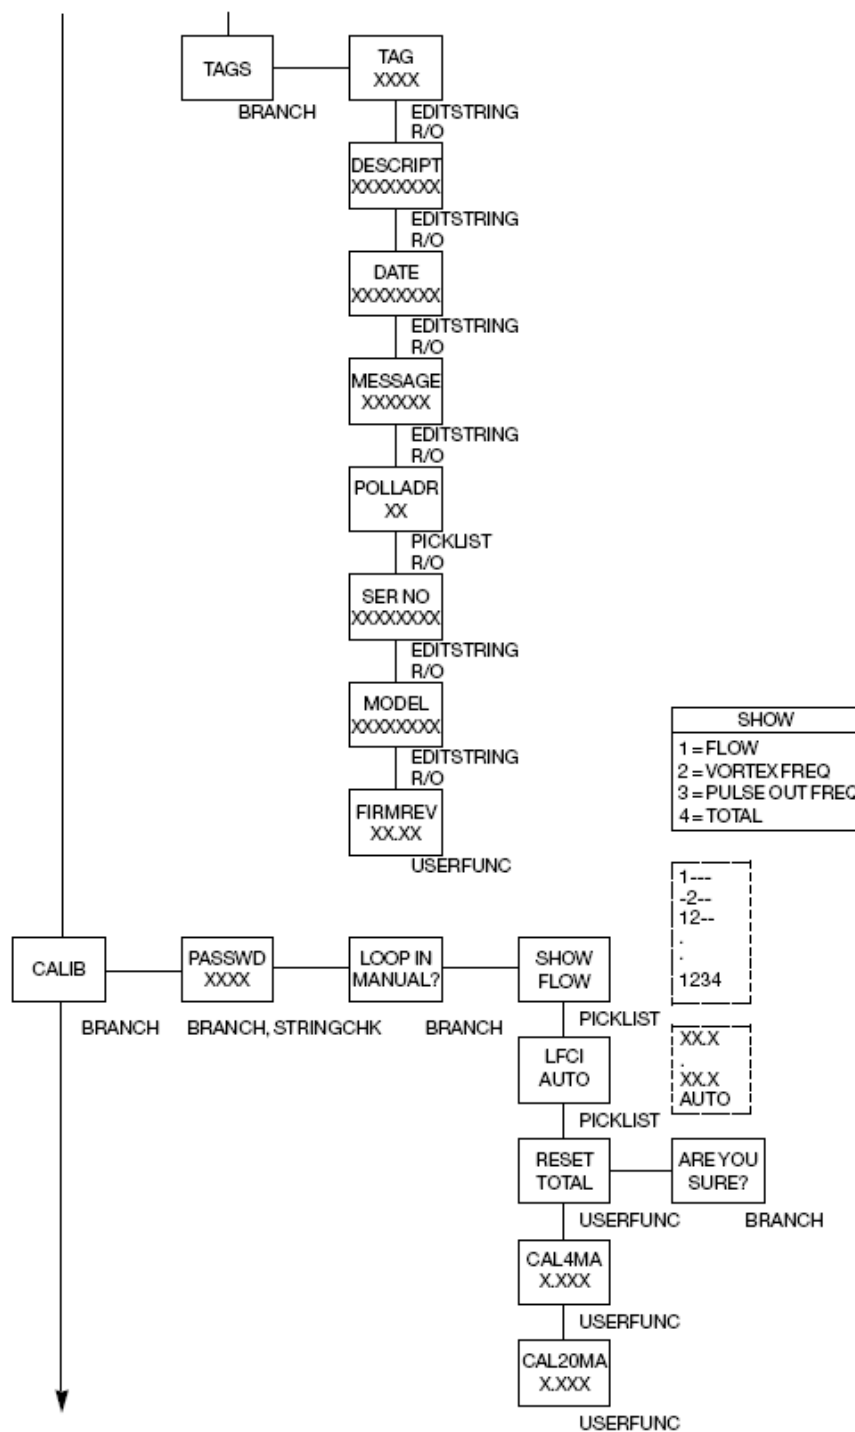 TAGS
BRANCH
TAG
XXXX
EDITSTRING
R/O
DESCRIPT
XXXXXXXX
EDITSTRING
R/O
DATE
XXXXXXXX
EDITSTRING
R/O
MESSAGE
XXXXXX
EDITSTRING
R/O
POLLADR
XX
PICKLIST
R/O
SER NO
XXXXXXXX
EDITSTRING
R/O
MODEL
XXXXXXXX
EDITSTRING
R/O
FIRMREV
XX.XX
USERFUNC
SHOW
1 = FLOW
2 = VORTEX FREQ
3 = PULSE OUT FREQ
4 = TOTAL
1---
-2--
12--
.
.
1234
CALIB
BRANCH
PASSWD
XXXX
BRANCH, STRINGCHK
LOOP IN
MANUAL?
BRANCH
SHOW
FLOW
PICKLIST
XX.X
.
XX.X
AUTO
LFCI
AUTO
PICKLIST
RESET
TOTAL
USERFUNC
ARE YOU
SURE?
BRANCH
CAL4MA
X.XXX
USERFUNC
CAL20MA
X.XXX
USERFUNC